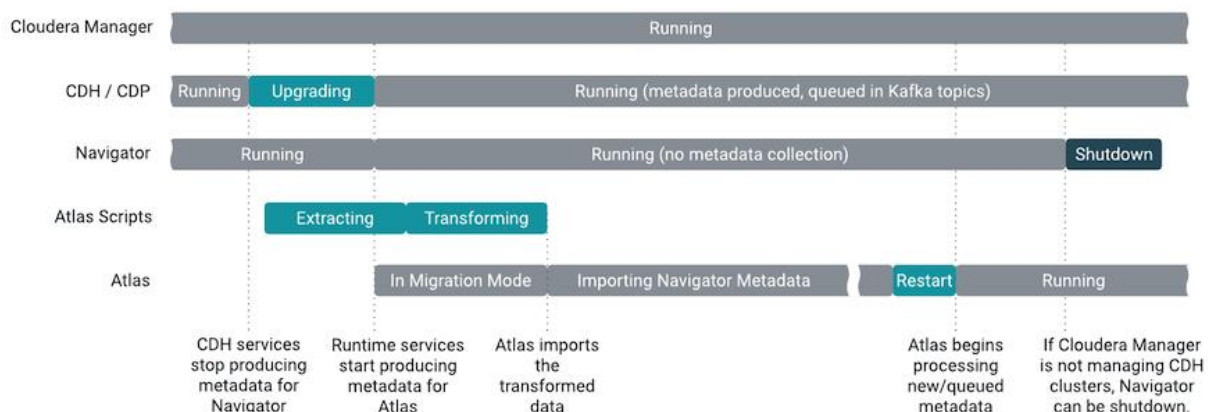 Cloudera Manager
Running
CDH / CDP
Running
Upgrading
Running (metadata produced, queued in Kafka topics)
Navigator
Running
Running (no metadata collection)
Shutdown
Atlas Scripts
Extracting
Transforming
Atlas
In Migration Mode
Importing Navigator Metadata
Restart
Running
CDH services
stop producing
metadata for
Navigator
Runtime services
start producing
metadata for
Atlas
Atlas imports
the
transformed
data
Atlas begins
processing
new/queued
metadata
If Cloudera Manager
is not managing CDH
clusters, Navigator
can be shutdown.